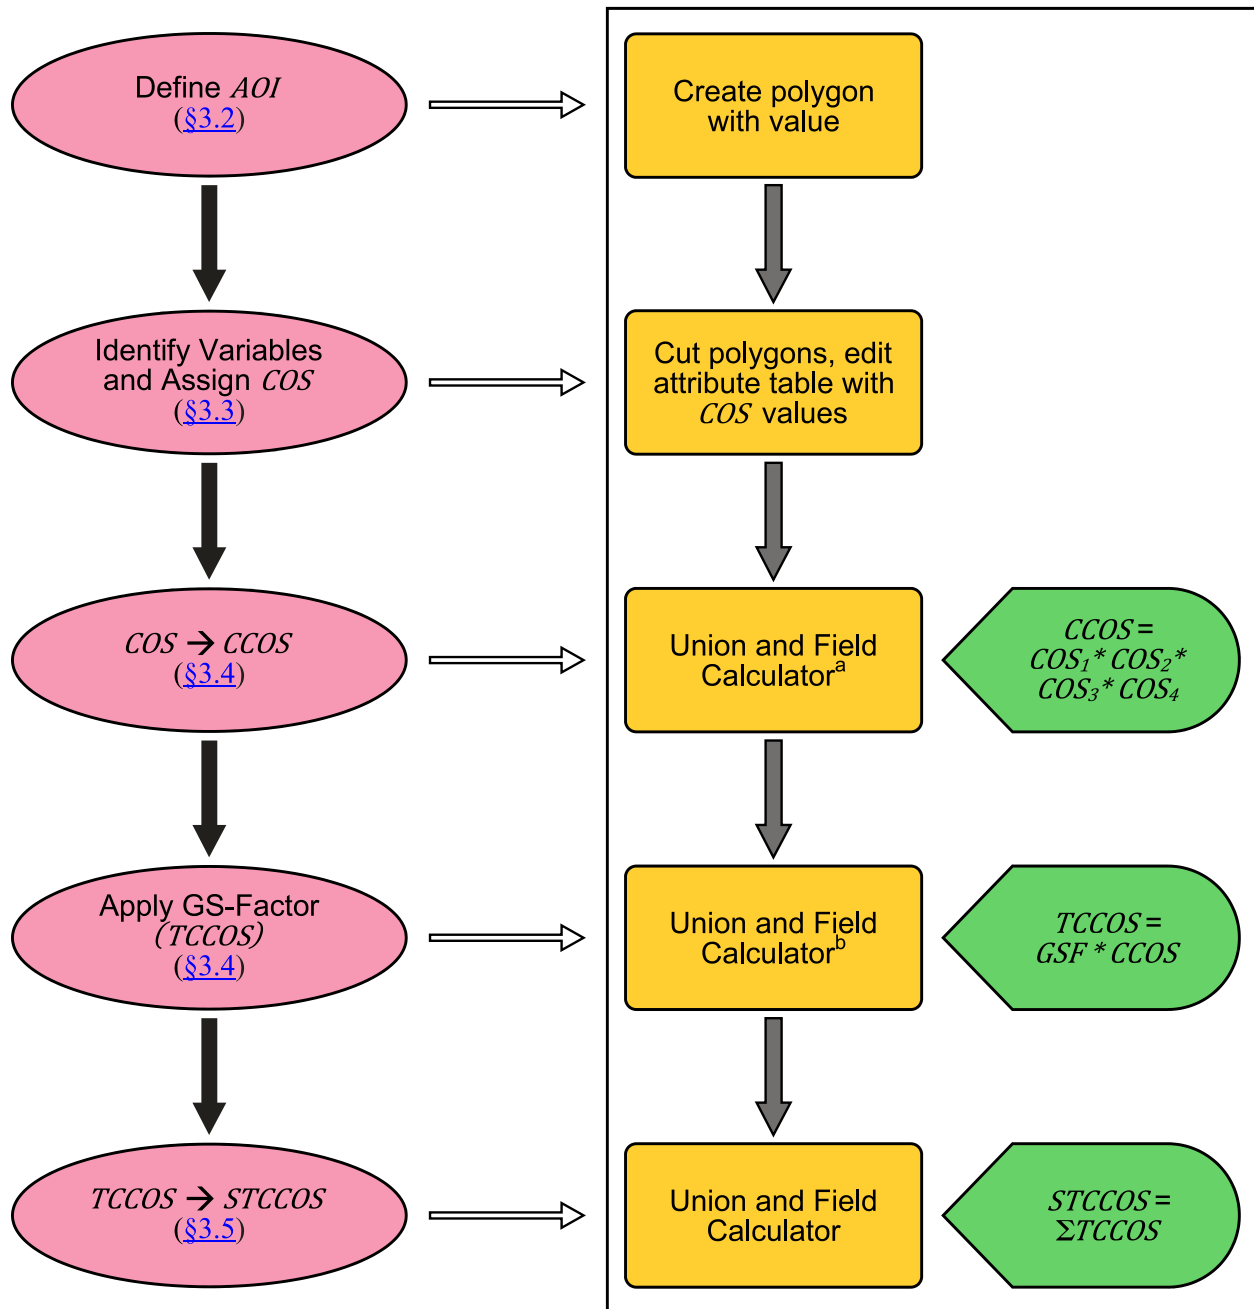 Define AOI
(§3.2)
Create polygon
with value
Identify Variables
and Assign COS
(§3.3)
Cut polygons, edit
attribute table with
COS values
COS → CCOS
(§3.4)
Union and Field
Calculatorᵃ
CCOS =
COS₁* COS₂*
COS₃* COS₄
Apply GS-Factor
(TCCOS)
(§3.4)
Union and Field
Calculatorᵇ
TCCOS =
GSF * CCOS
TCCOS → STCCOS
(§3.5)
Union and Field
Calculator
STCCOS =
ΣTCCOS